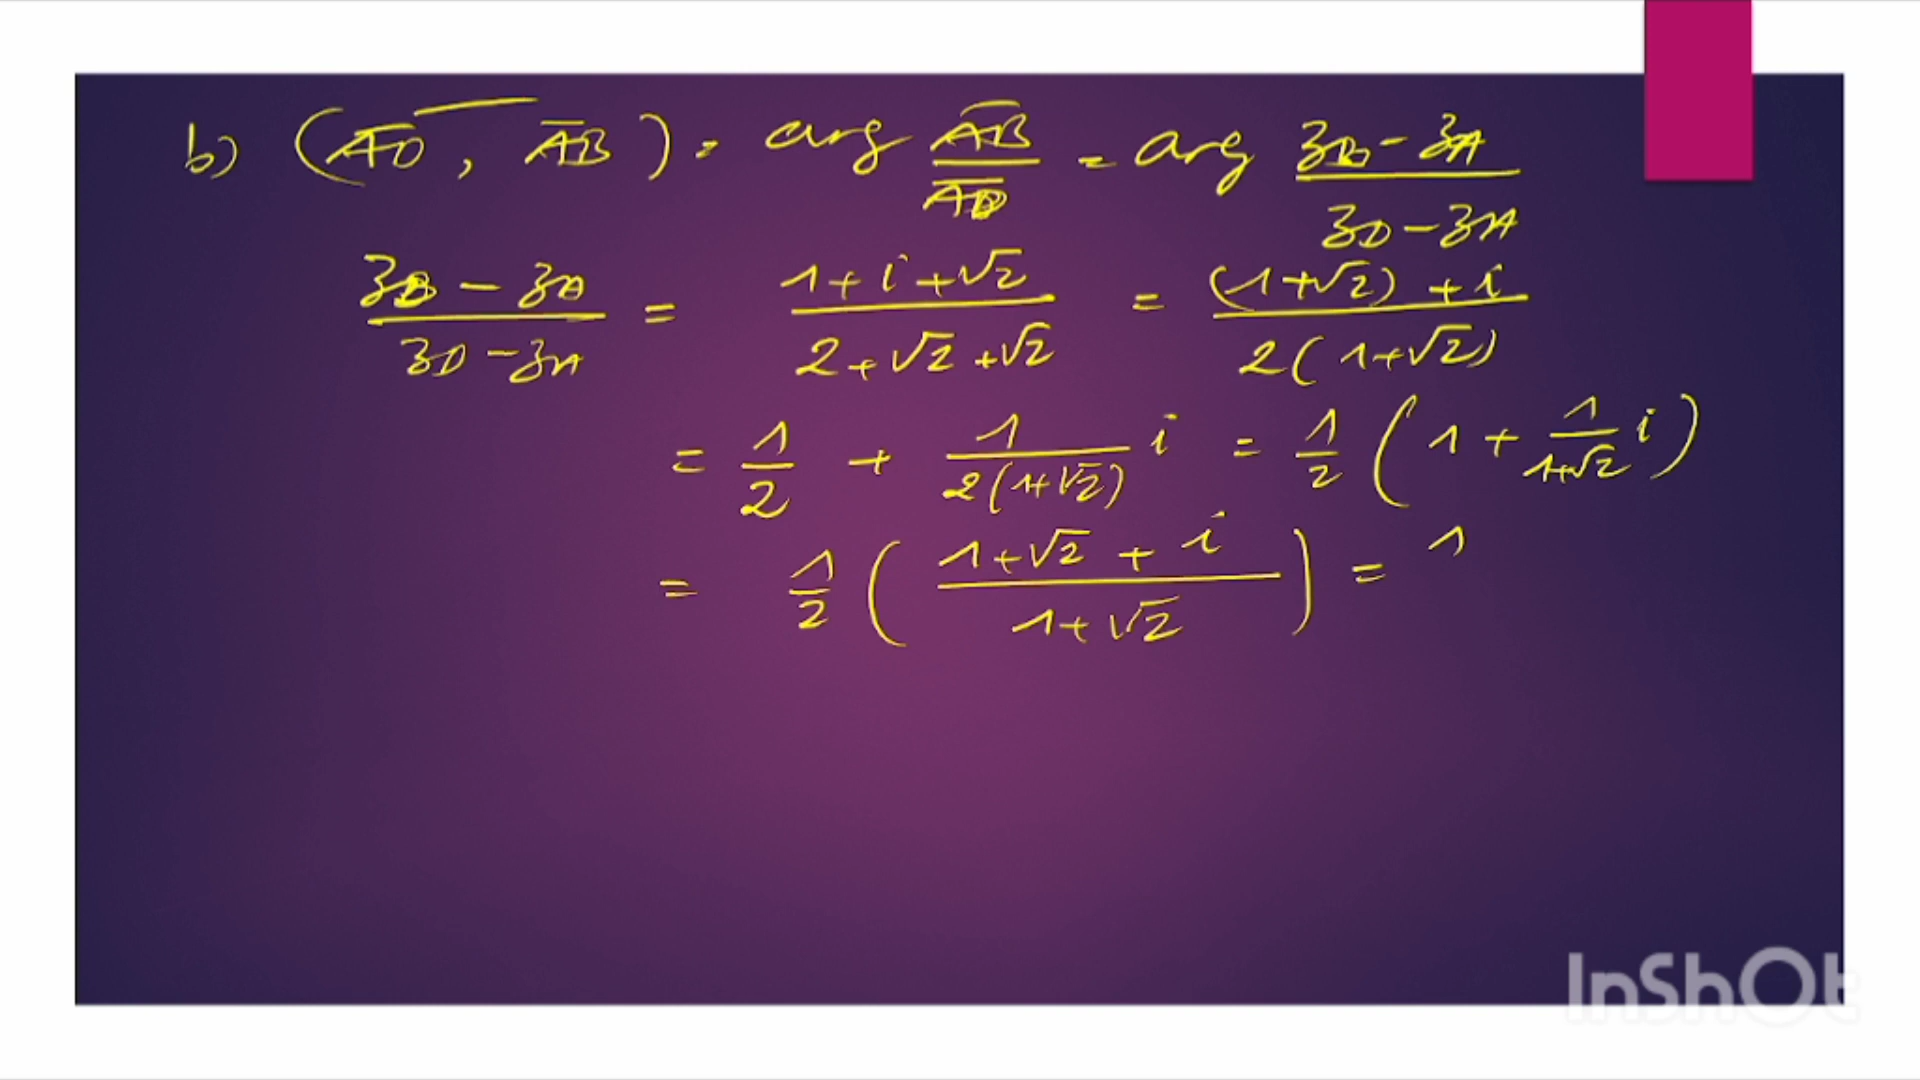 b) (AD, AB) = arg AB/AD = arg (zB - zA)/(zD - zA)
(zB - zA)/(zD - zA) = (1 + i + √2)/(2 + √2 + √2) = ((1 + √2) + i)/(2(1 + √2))
= 1/2 + 1/(2(1+√2)) i = 1/2 (1 + 1/(1+√2) i)
= 1/2 ((1 + √2 + i)/(1 + √2)) = 1
InShOt